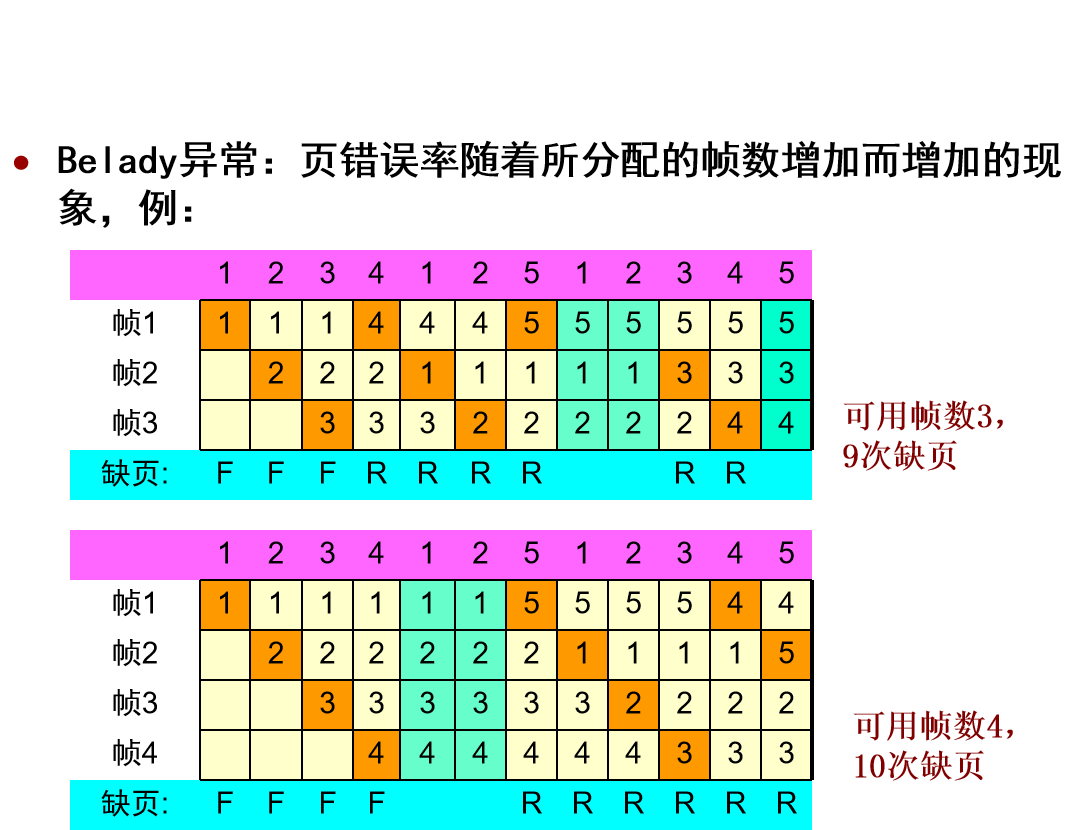 Belady异常：页错误率随着所分配的帧数增加而增加的现
象，例：
1 2 3 4 1 2 5 1 2 3 4 5
帧1 1 1 1 4 4 4 5 5 5 5 5 5
帧2 2 2 2 1 1 1 1 1 3 3 3
帧3 3 3 3 2 2 2 2 2 4 4
缺页: F F F R R R R R R
可用帧数3，
9次缺页
1 2 3 4 1 2 5 1 2 3 4 5
帧1 1 1 1 1 1 1 5 5 5 5 4 4
帧2 2 2 2 2 2 2 1 1 1 1 5
帧3 3 3 3 3 3 3 2 2 2 2
帧4 4 4 4 4 4 4 3 3 3
缺页: F F F F R R R R R R
可用帧数4，
10次缺页